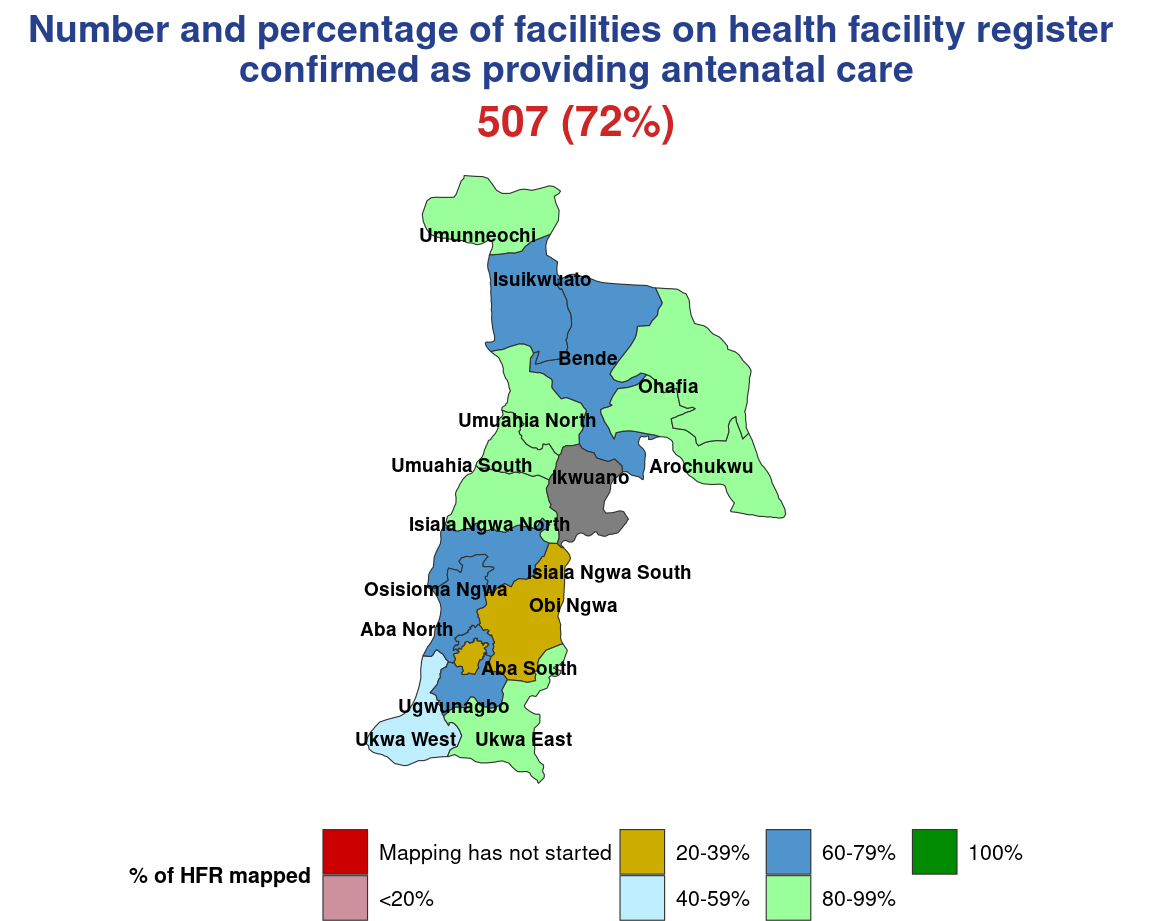 Number and percentage of facilities on health facility register
confirmed as providing antenatal care
507 (72%)
Umunneochi
Isuikwuato
Bende
Ohafia
Umuahia North
Umuahia South
Arochukwu
Ikwuano
Isiala Ngwa North
Isiala Ngwa South
Osisioma Ngwa
Obi Ngwa
Aba North
Aba South
Ugwunagbo
Ukwa West
Ukwa East
% of HFR mapped
Mapping has not started
<20%
20-39%
40-59%
60-79%
80-99%
100%